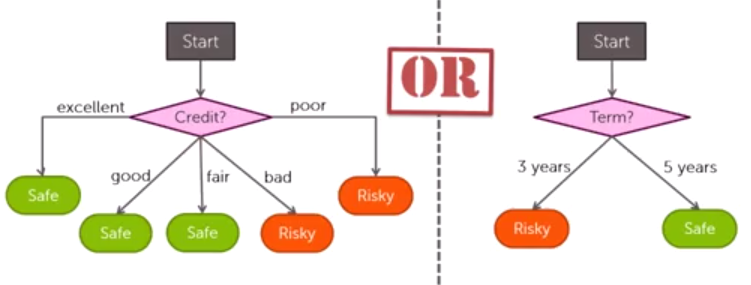 Start
OR
Start
excellent
Credit?
poor
Term?
good
fair
bad
3 years
5 years
Safe
Safe
Safe
Risky
Risky
Risky
Safe